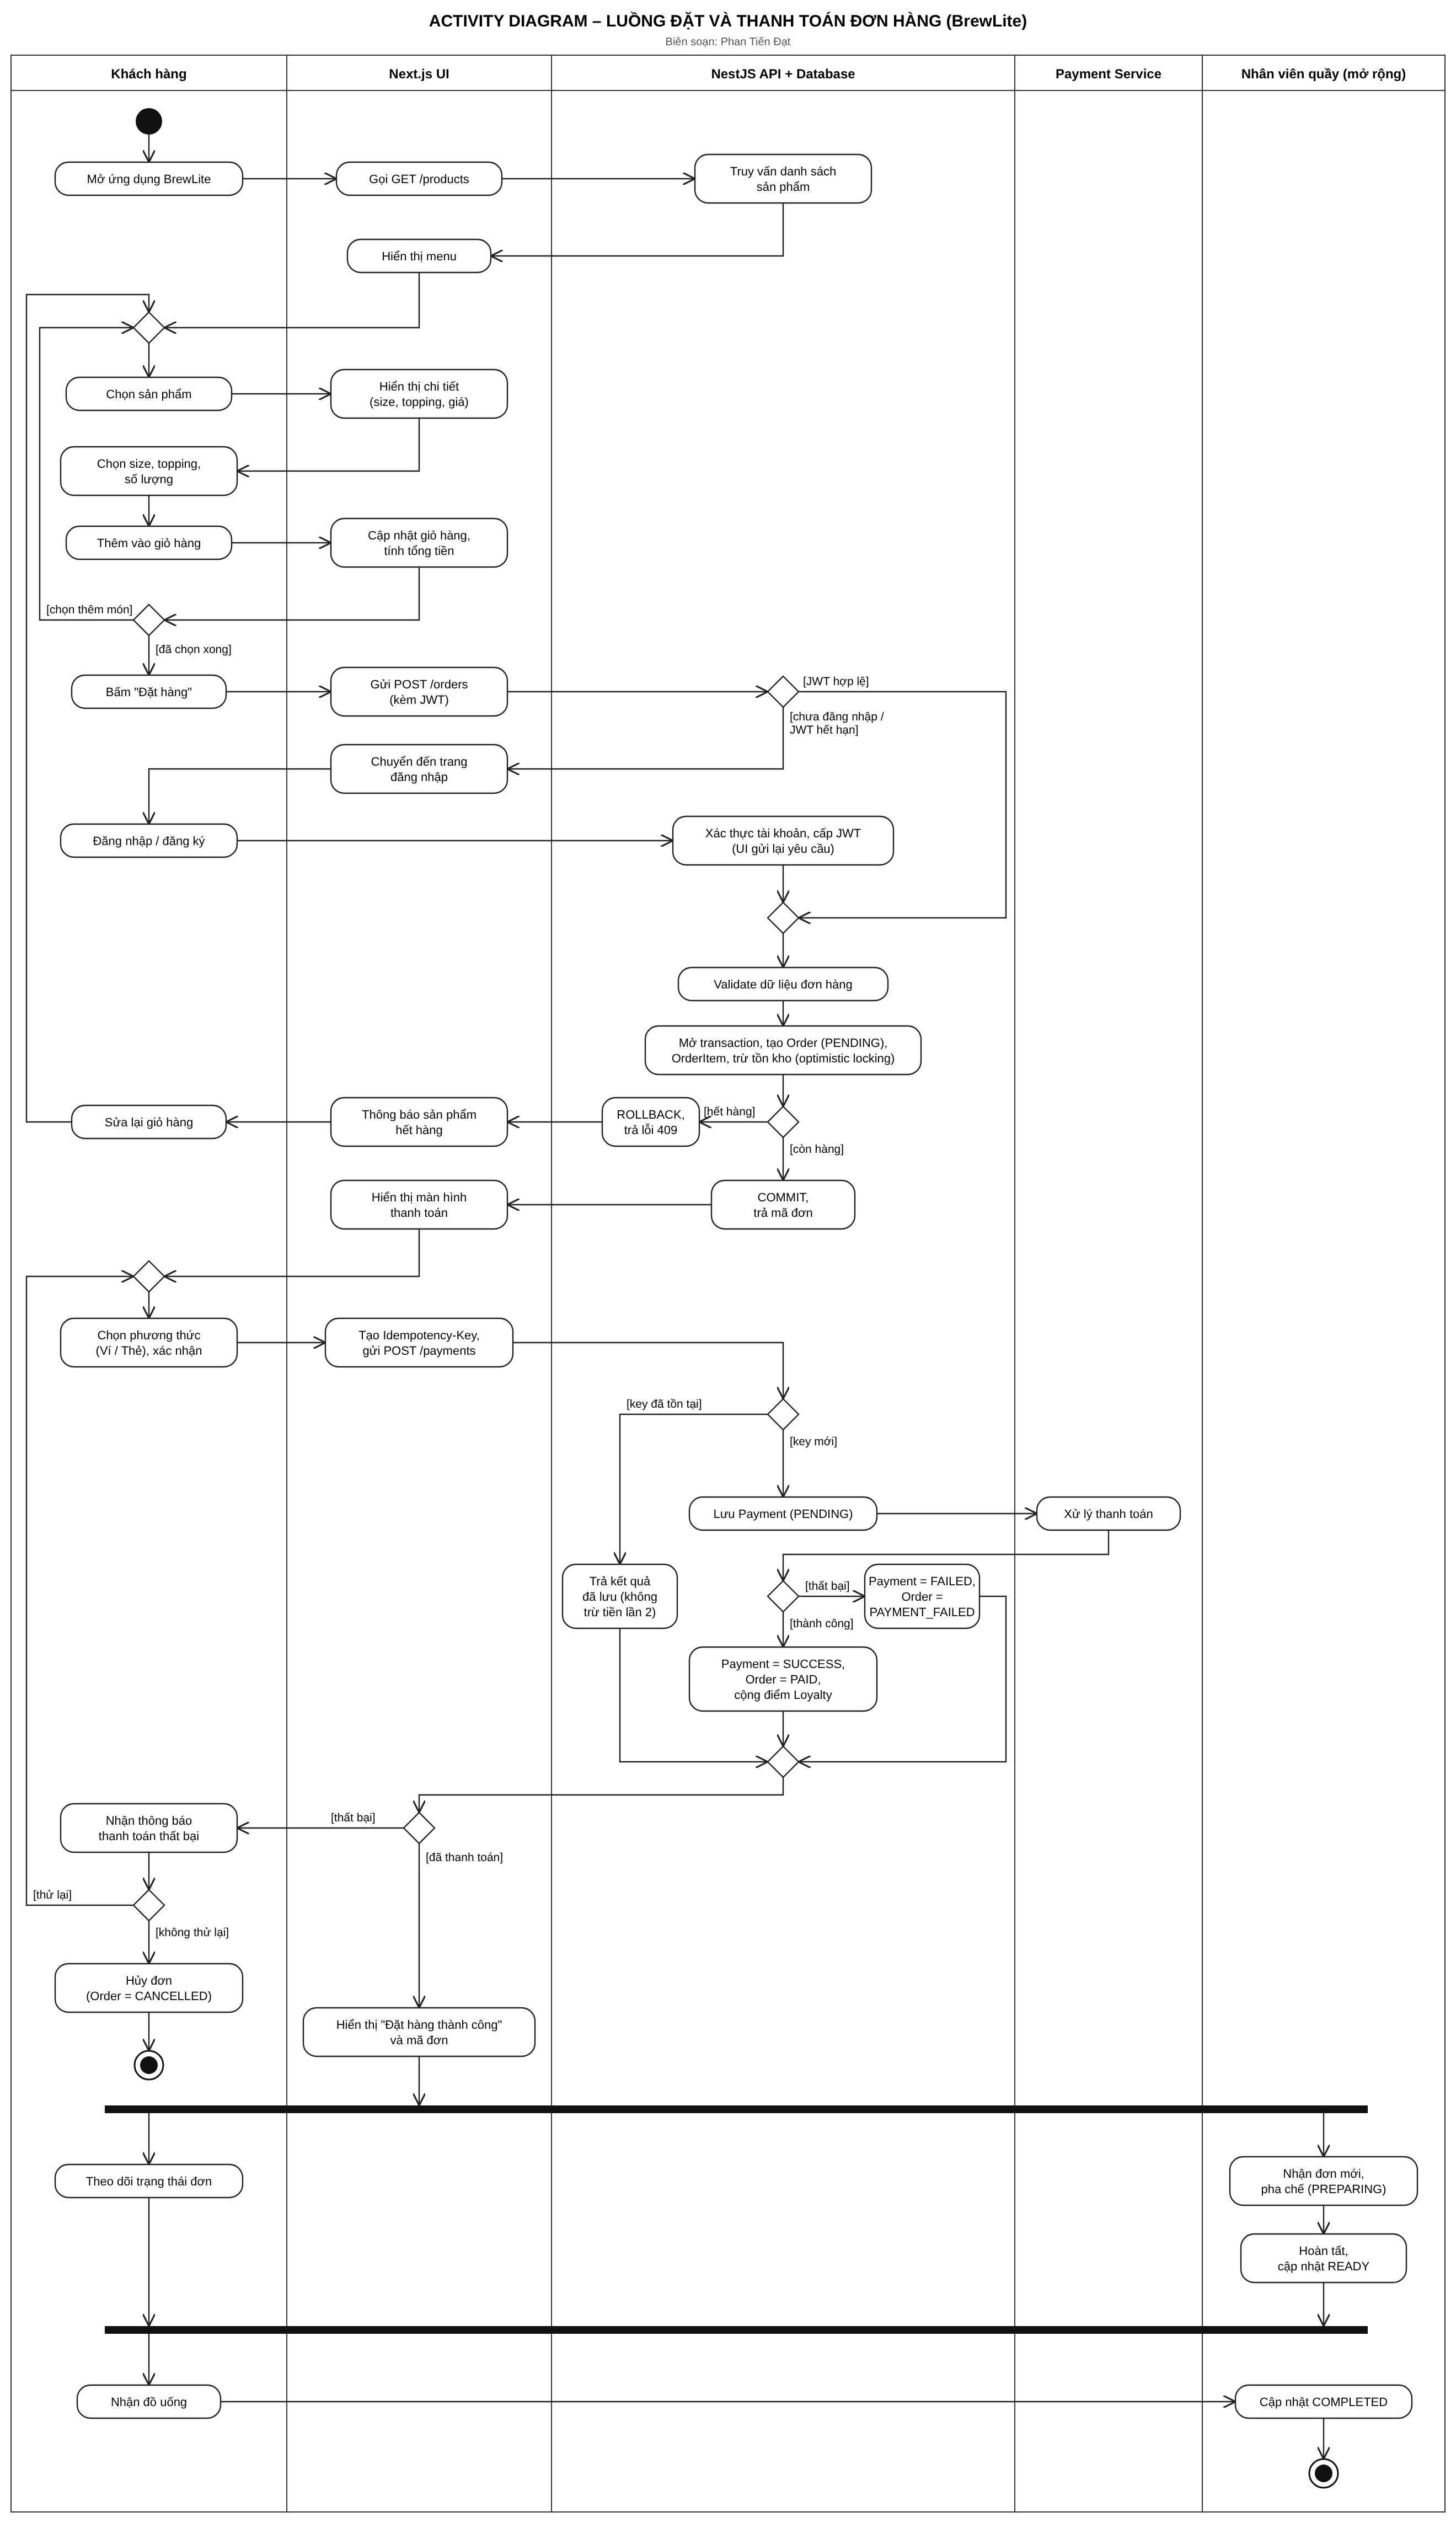 ACTIVITY DIAGRAM – LUỒNG ĐẶT VÀ THANH TOÁN ĐƠN HÀNG (BrewLite)
Biên soạn: Phan Tiến Đạt
Khách hàng
Next.js UI
NestJS API + Database
Payment Service
Nhân viên quầy (mở rộng)
Mở ứng dụng BrewLite
Gọi GET /products
Truy vấn danh sách
sản phẩm
Hiển thị menu
Chọn sản phẩm
Hiển thị chi tiết
(size, topping, giá)
Chọn size, topping,
số lượng
Thêm vào giỏ hàng
Cập nhật giỏ hàng,
tính tổng tiền
[chọn thêm món]
[đã chọn xong]
Bấm "Đặt hàng"
Gửi POST /orders
(kèm JWT)
[JWT hợp lệ]
[chưa đăng nhập /
JWT hết hạn]
Chuyển đến trang
đăng nhập
Đăng nhập / đăng ký
Xác thực tài khoản, cấp JWT
(UI gửi lại yêu cầu)
Validate dữ liệu đơn hàng
Mở transaction, tạo Order (PENDING),
OrderItem, trừ tồn kho (optimistic locking)
Sửa lại giỏ hàng
Thông báo sản phẩm
hết hàng
ROLLBACK,
trả lỗi 409
[hết hàng]
[còn hàng]
Hiển thị màn hình
thanh toán
COMMIT,
trả mã đơn
Chọn phương thức
(Ví / Thẻ), xác nhận
Tạo Idempotency-Key,
gửi POST /payments
[key đã tồn tại]
[key mới]
Lưu Payment (PENDING)
Xử lý thanh toán
Trả kết quả
đã lưu (không
trừ tiền lần 2)
[thất bại]
Payment = FAILED,
Order =
PAYMENT_FAILED
[thành công]
Payment = SUCCESS,
Order = PAID,
cộng điểm Loyalty
Nhận thông báo
thanh toán thất bại
[thất bại]
[đã thanh toán]
[thử lại]
[không thử lại]
Hủy đơn
(Order = CANCELLED)
Hiển thị "Đặt hàng thành công"
và mã đơn
Theo dõi trạng thái đơn
Nhận đơn mới,
pha chế (PREPARING)
Hoàn tất,
cập nhật READY
Nhận đồ uống
Cập nhật COMPLETED